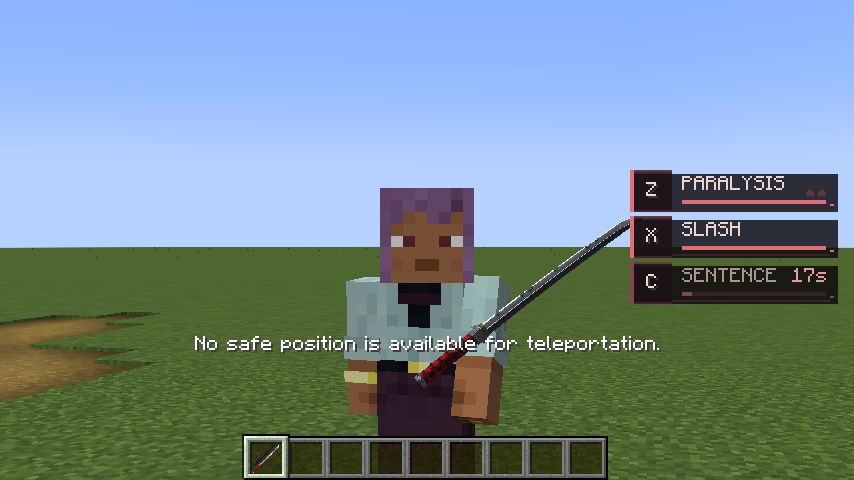 Z PARALYSIS
X SLASH
C SENTENCE 17s
No safe position is available for teleportation.